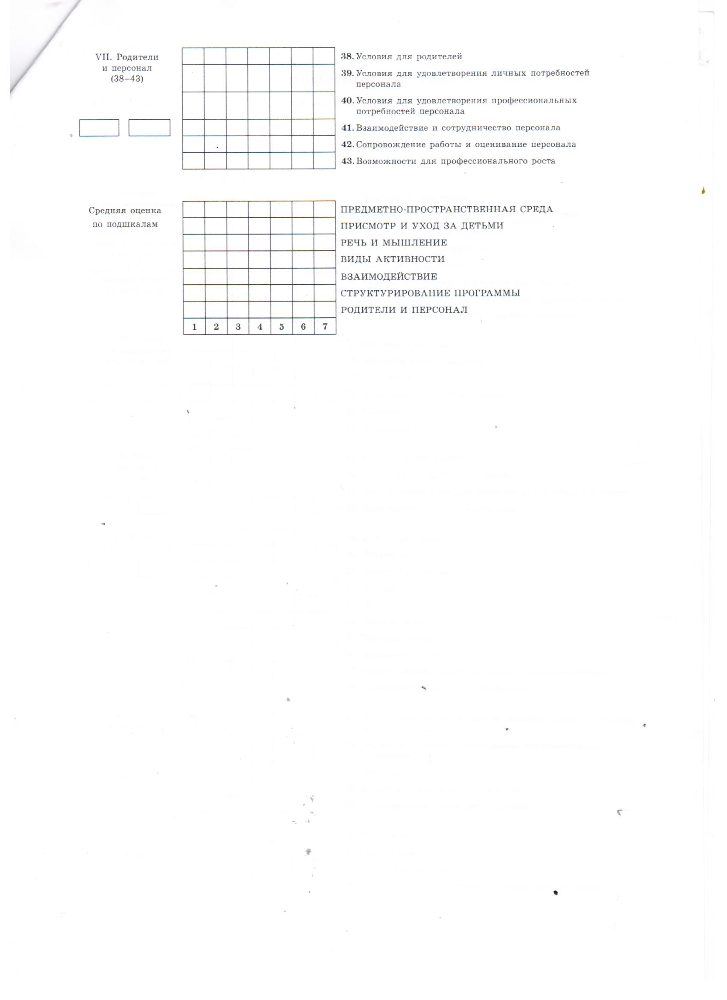 VII. Родители
и персонал
(38–43)
38. Условия для родителей
39. Условия для удовлетворения личных потребностей
персонала
40. Условия для удовлетворения профессиональных
потребностей персонала
41. Взаимодействие и сотрудничество персонала
42. Сопровождение работы и оценивание персонала
43. Возможности для профессионального роста
Средняя оценка
по подшкалам
ПРЕДМЕТНО-ПРОСТРАНСТВЕННАЯ СРЕДА
ПРИСМОТР И УХОД ЗА ДЕТЬМИ
РЕЧЬ И МЫШЛЕНИЕ
ВИДЫ АКТИВНОСТИ
ВЗАИМОДЕЙСТВИЕ
СТРУКТУРИРОВАНИЕ ПРОГРАММЫ
РОДИТЕЛИ И ПЕРСОНАЛ
1 2 3 4 5 6 7